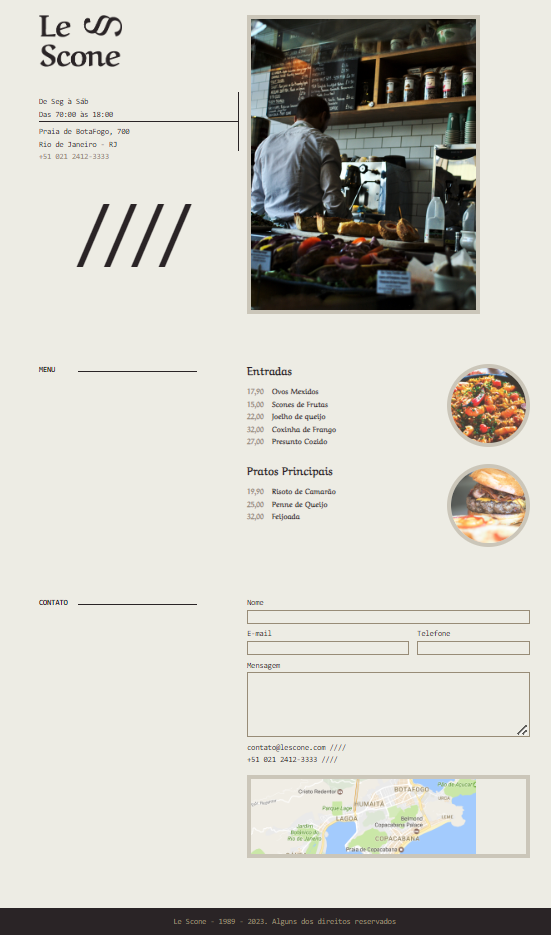 Le
Scone
De Seg à Sáb
Das 70:00 às 18:00
Praia de BotaFogo, 700
Rio de Janeiro - RJ
+51 021 2412-3333
////
MENU
Entradas
17,90 Ovos Mexidos
15,00 Scones de Frutas
22,00 Joelho de queijo
32,00 Coxinha de Frango
27,00 Presunto Cozido
Pratos Principais
19,90 Risoto de Camarão
25,00 Penne de Queijo
32,00 Feijoada
CONTATO
Nome
E-mail
Telefone
Mensagem
contato@lescone.com ////
+51 021 2412-3333 ////
Cristo Redentor
BOTAFOGO
Pão de Açúcar
URCA
HUMAITÁ
Parque Lage
LAGOA
Belmond
Copacabana Palace
LEME
Jardim
Botânico do
Rio de Janeiro
COPACABANA
Praia de Copacabana
Le Scone - 1989 - 2023. Alguns dos direitos reservados